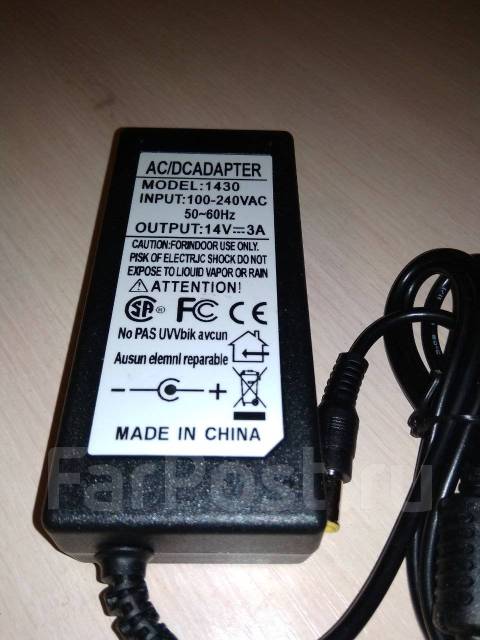 AC/DCADAPTER
MODEL:1430
INPUT:100-240VAC
50~60Hz
OUTPUT:14V⎓3A
CAUTION:FORINDOOR USE ONLY.
PISK OF ELECTRJC SHOCK DO NOT
EXPOSE TO LIOUID VAPOR OR RAIN
⚠ATTENTION!
SA ® FC CE
No PAS UVVbik avcun
Ausun elemnl reparable
- +
MADE IN CHINA
FarPost.ru